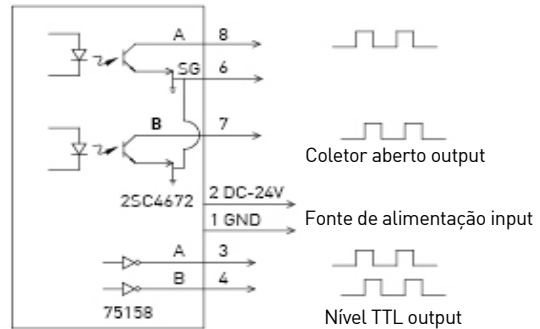 A 8
SG 6
B 7
Coletor aberto output
2SC4672
2 DC-24V
1 GND
Fonte de alimentação input
A 3
B 4
75158
Nível TTL output